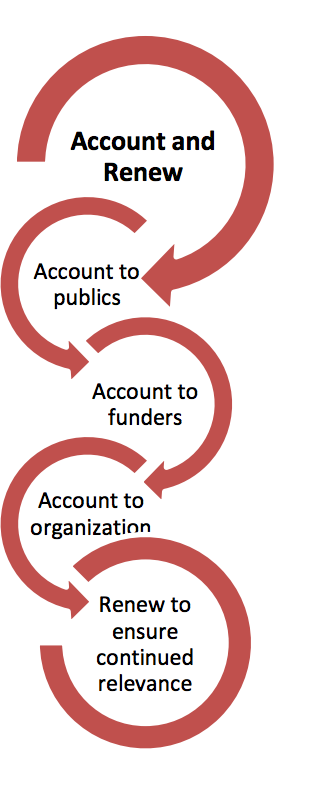 Account and
Renew
Account to
publics
Account to
funders
Account to
organization
Renew to
ensure
continued
relevance